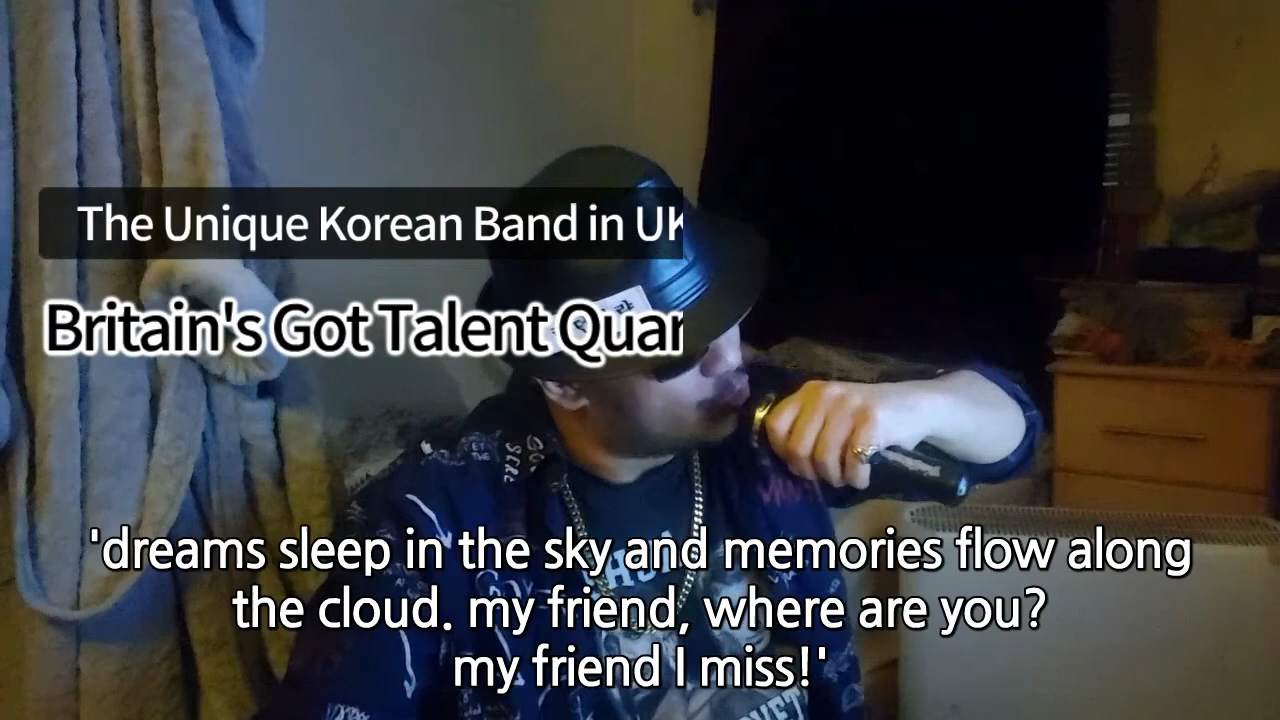 The Unique Korean Band in UK
Britain's Got Talent Quar
'dreams sleep in the sky and memories flow along
the cloud. my friend, where are you?
my friend I miss!'